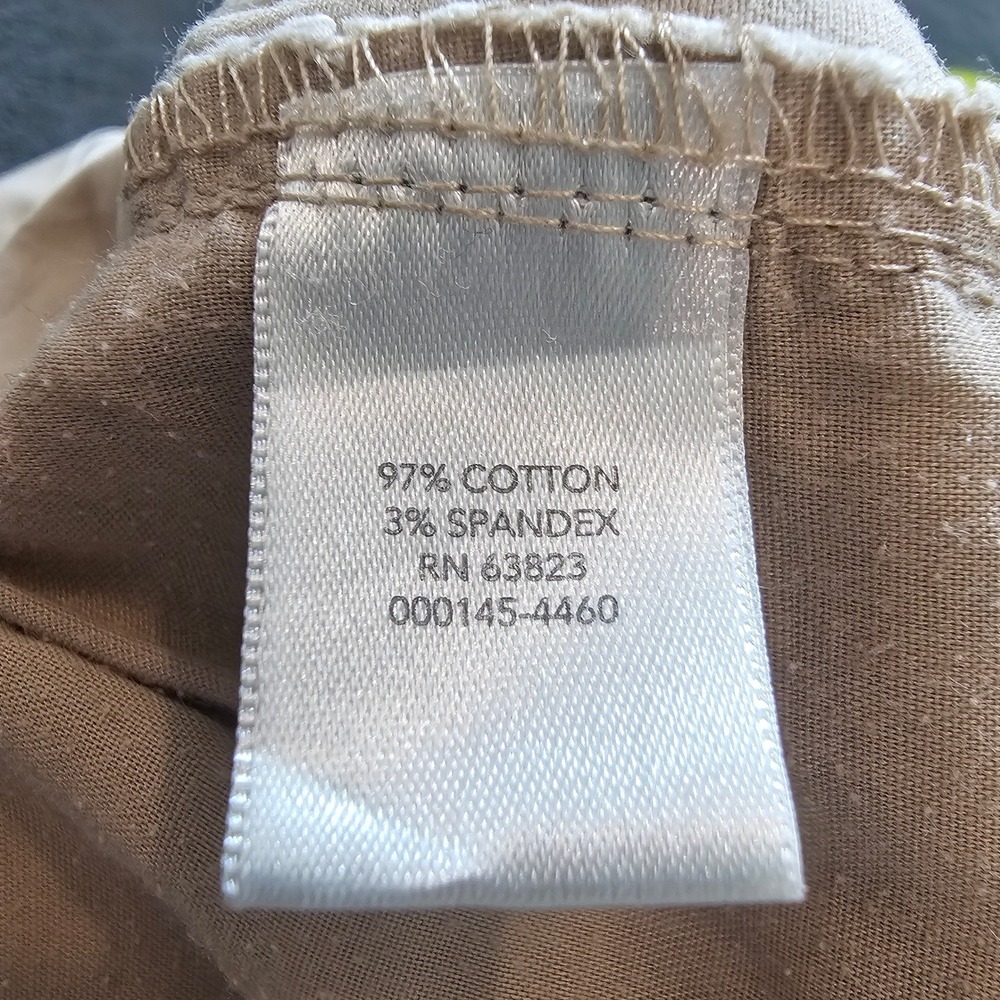 97% COTTON
3% SPANDEX
RN 63823
000145-4460